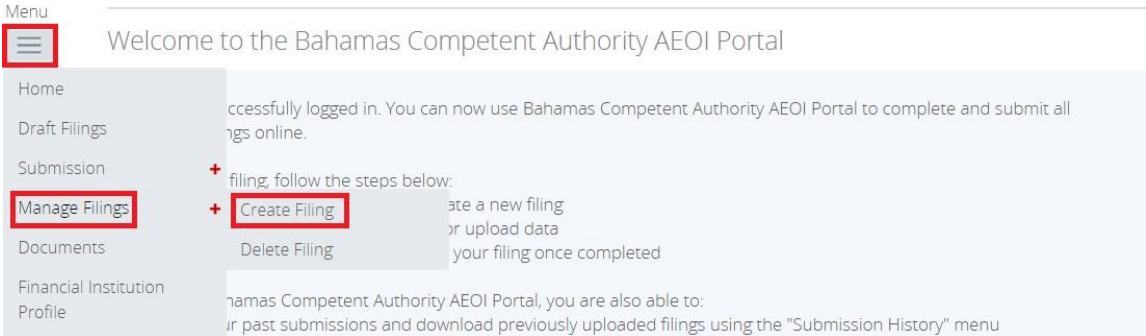 Menu
Welcome to the Bahamas Competent Authority AEOI Portal
Home
Draft Filings
Submission +
Manage Filings +
Create Filing
Delete Filing
Documents
Financial Institution
Profile
ccessfully logged in. You can now use Bahamas Competent Authority AEOI Portal to complete and submit all
ngs online.
filing, follow the steps below:
ate a new filing
or upload data
your filing once completed
hamas Competent Authority AEOI Portal, you are also able to:
ur past submissions and download previously uploaded filings using the "Submission History" menu